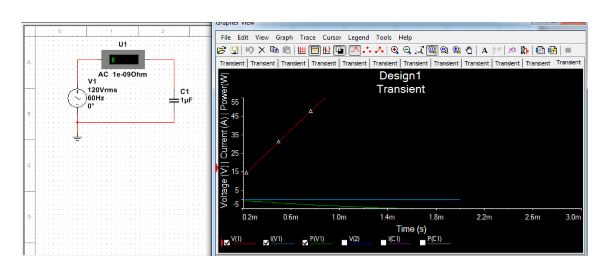 Grapher View
File Edit View Graph Trace Cursor Legend Tools Help
Transient Transient Transient Transient Transient Transient Transient Transient Transient Transient Transient Transient
Design1
Transient
Voltage (V) | Current (A) | Power(W)
55
45
35
25
15
5
-5
0.2m 0.6m 1.0m 1.4m 1.8m 2.2m 2.6m 3.0m
Time (s)
V(1) I(V1) P(V1) V(2) I(C1) P(C1)
0 1 2
A
B
C
D
U1
0
AC 1e-09Ohm
V1
120Vrms
60Hz
0°
C1
1µF